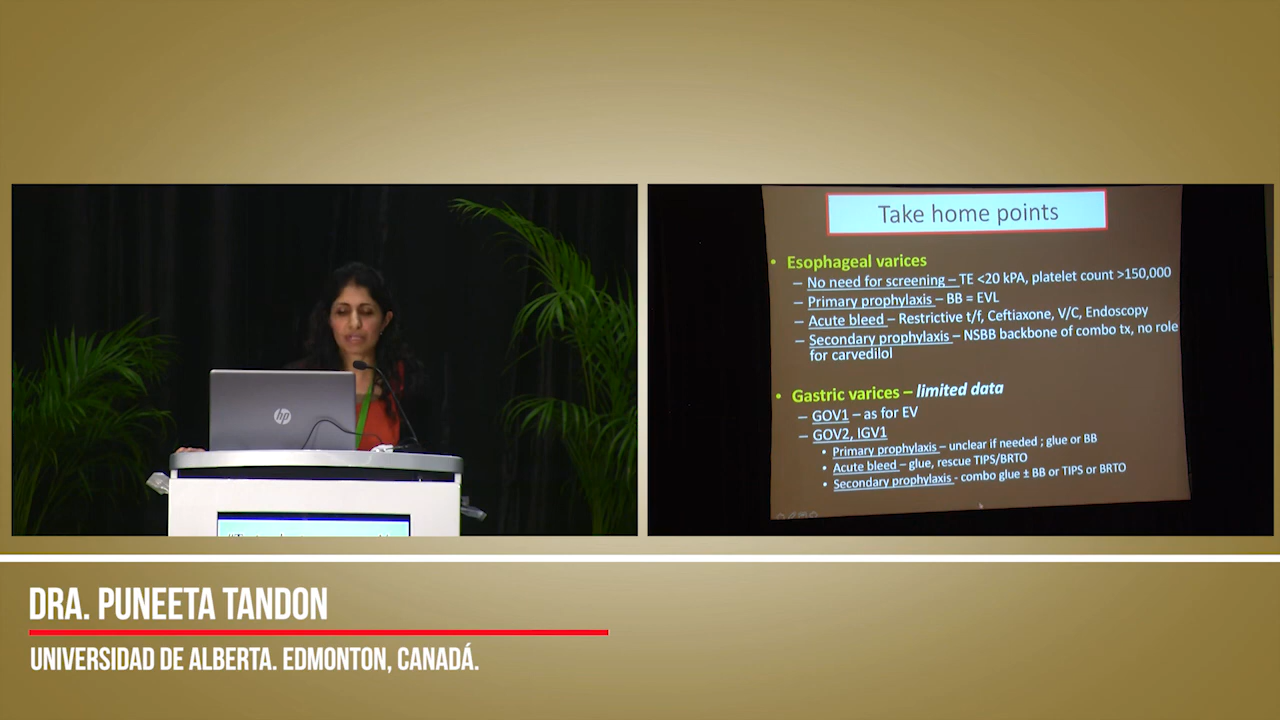 hp
Take home points
• Esophageal varices
– No need for screening – TE <20 kPA, platelet count >150,000
– Primary prophylaxis – BB = EVL
– Acute bleed – Restrictive t/f, Ceftiaxone, V/C, Endoscopy
– Secondary prophylaxis – NSBB backbone of combo tx, no role
for carvedilol
• Gastric varices – limited data
– GOV1 – as for EV
– GOV2, IGV1
• Primary prophylaxis – unclear if needed ; glue or BB
• Acute bleed – glue, rescue TIPS/BRTO
• Secondary prophylaxis - combo glue ± BB or TIPS or BRTO
DRA. PUNEETA TANDON
UNIVERSIDAD DE ALBERTA. EDMONTON, CANADÁ.